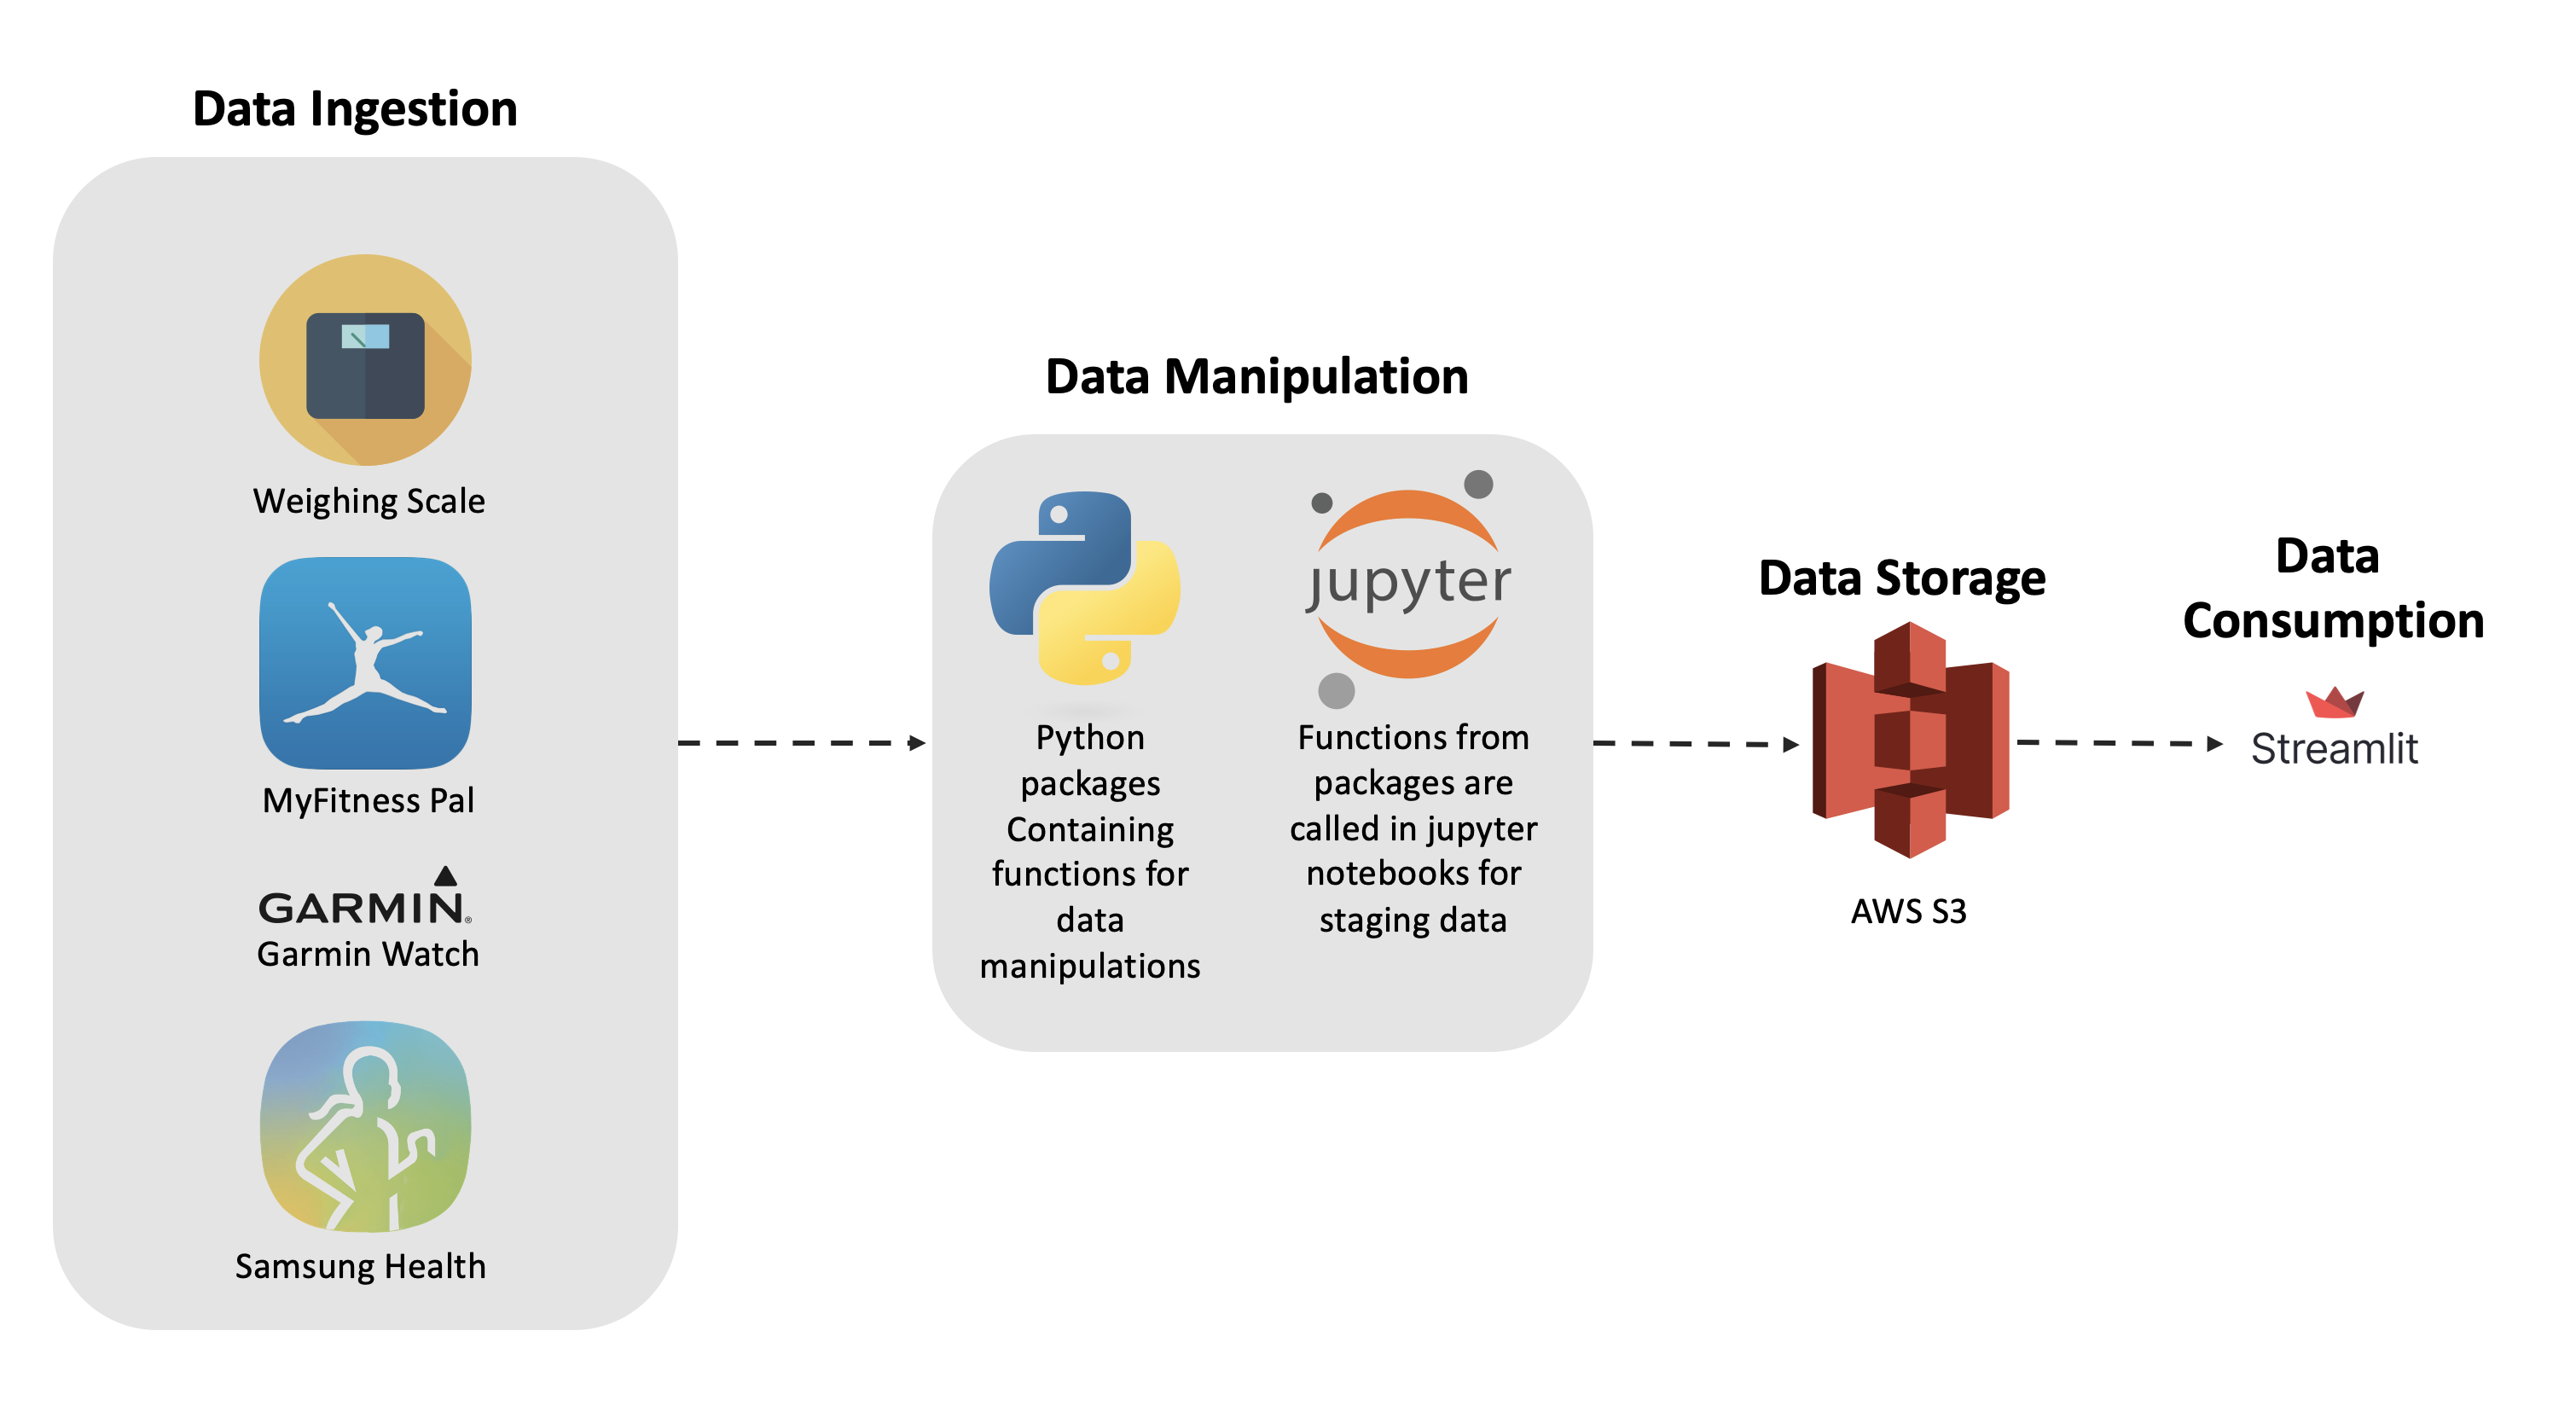 Data Ingestion
Weighing Scale
MyFitness Pal
GARMIN®
Garmin Watch
Samsung Health
Data Manipulation
Python
packages
Containing
functions for
data
manipulations
jupyter
Functions from
packages are
called in jupyter
notebooks for
staging data
Data Storage
AWS S3
Data
Consumption
Streamlit